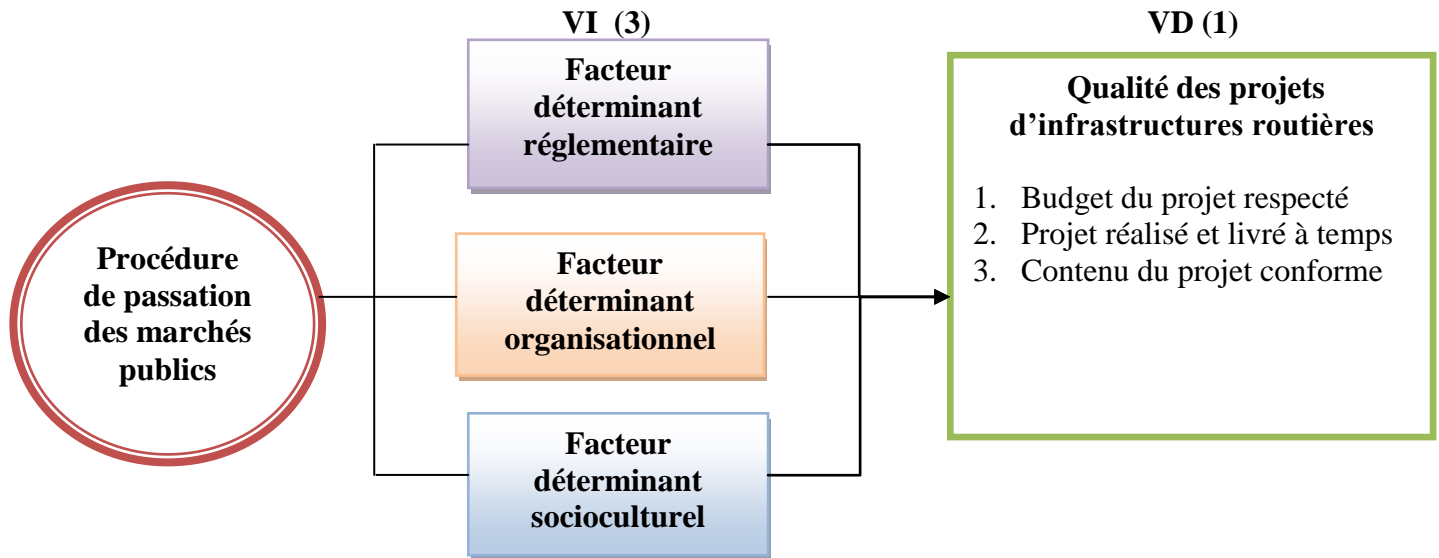 VI (3)
VD (1)
Procédure
de passation
des marchés
publics
Facteur
déterminant
réglementaire
Facteur
déterminant
organisationnel
Facteur
déterminant
socioculturel
Qualité des projets
d’infrastructures routières
1. Budget du projet respecté
2. Projet réalisé et livré à temps
3. Contenu du projet conforme